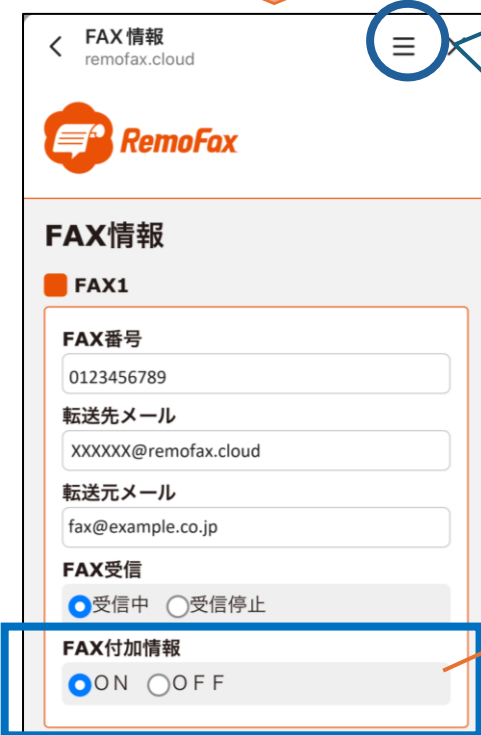 FAX 情報
remofax.cloud
RemoFax
FAX情報
FAX1
FAX番号
0123456789
転送先メール
XXXXXX@remofax.cloud
転送元メール
fax@example.co.jp
FAX受信
受信中 受信停止
FAX付加情報
ＯＮ ＯＦＦ